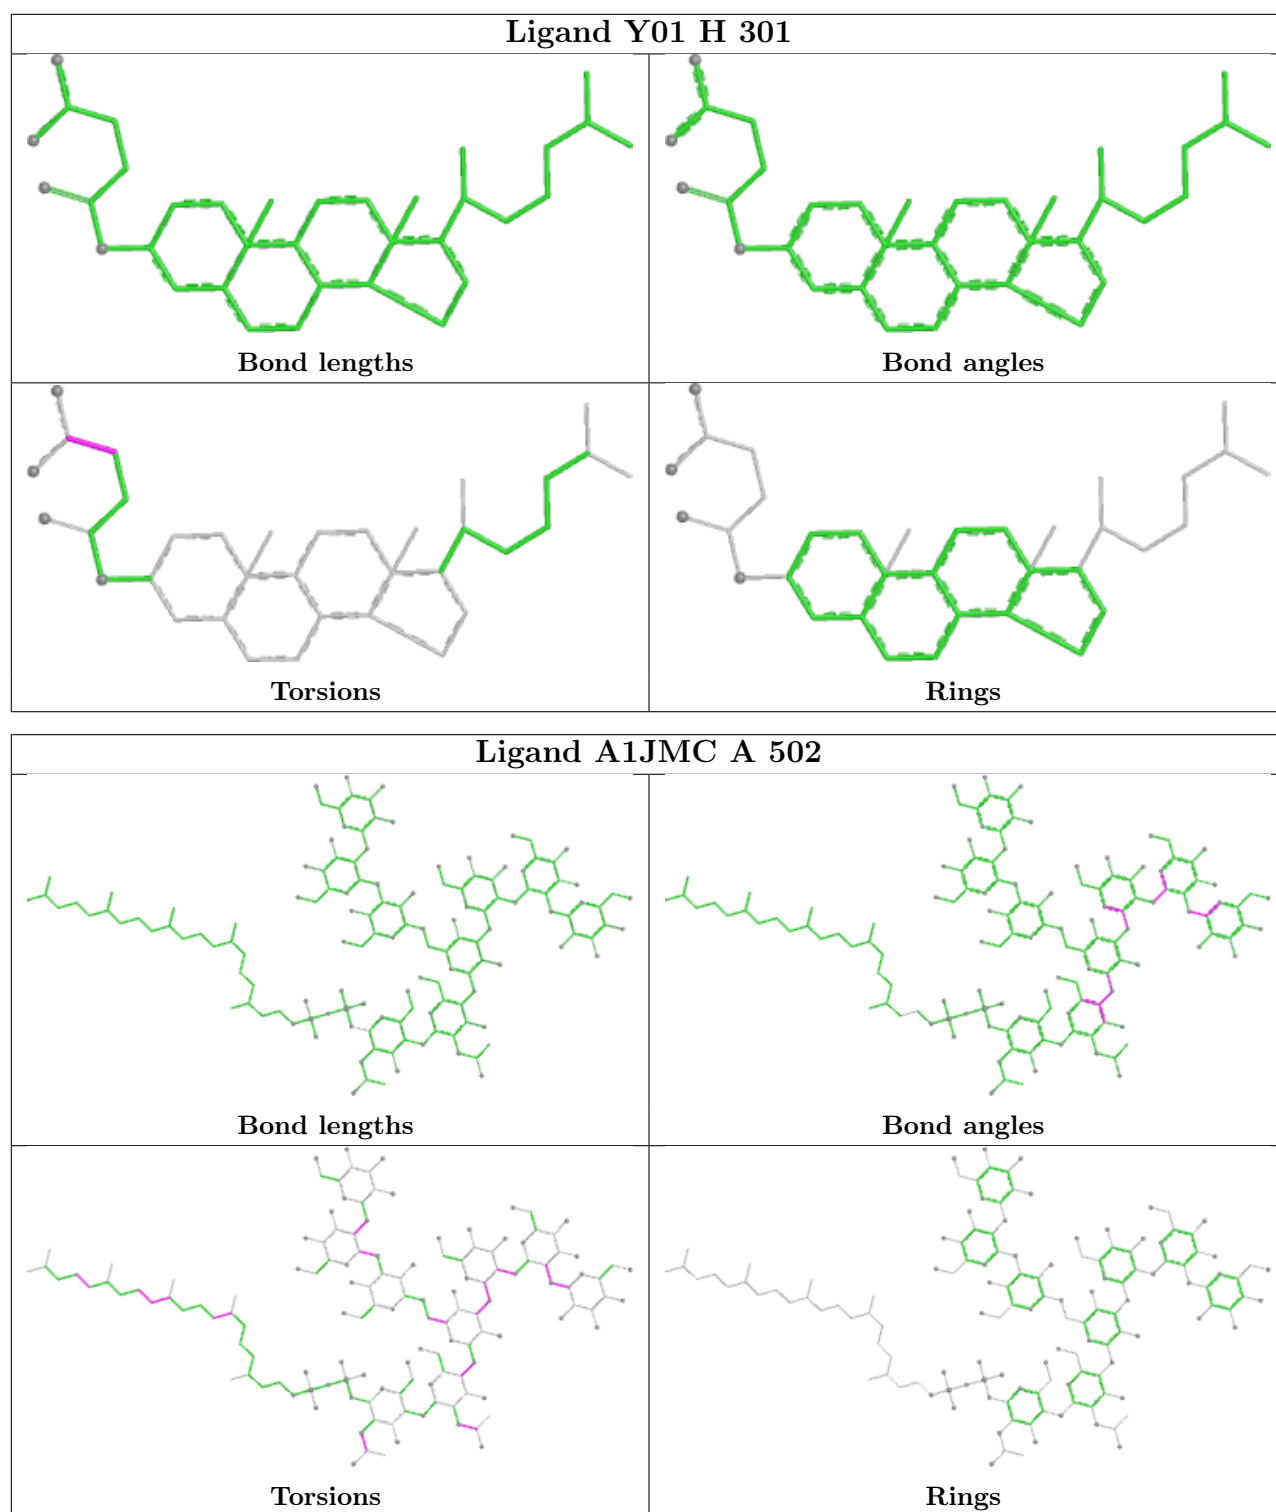 Ligand Y01 H 301
Bond lengths
Bond angles
Torsions
Rings
Ligand A1JMC A 502
Bond lengths
Bond angles
Torsions
Rings